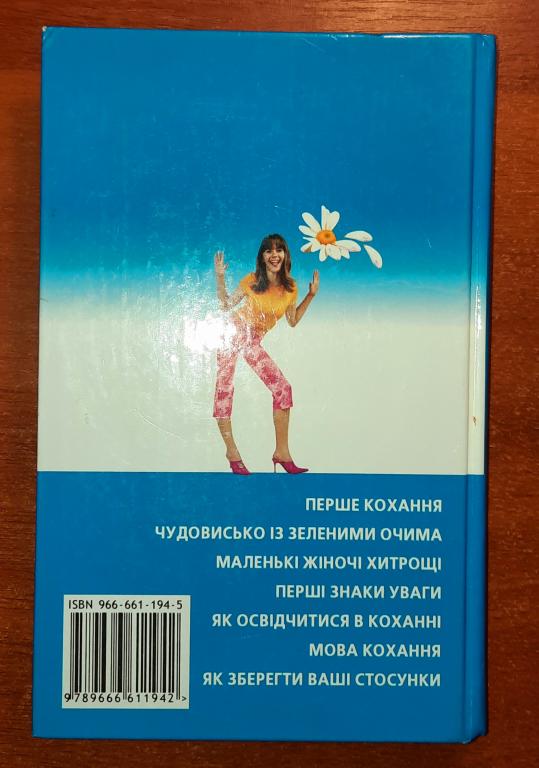 ПЕРШЕ КОХАННЯ
ЧУДОВИСЬКО ІЗ ЗЕЛЕНИМИ ОЧИМА
МАЛЕНЬКІ ЖІНОЧІ ХИТРОЩІ
ПЕРШІ ЗНАКИ УВАГИ
ЯК ОСВІДЧИТИСЯ В КОХАННІ
МОВА КОХАННЯ
ЯК ЗБЕРЕГТИ ВАШІ СТОСУНКИ
ISBN 966-661-194-5
9789666611942>